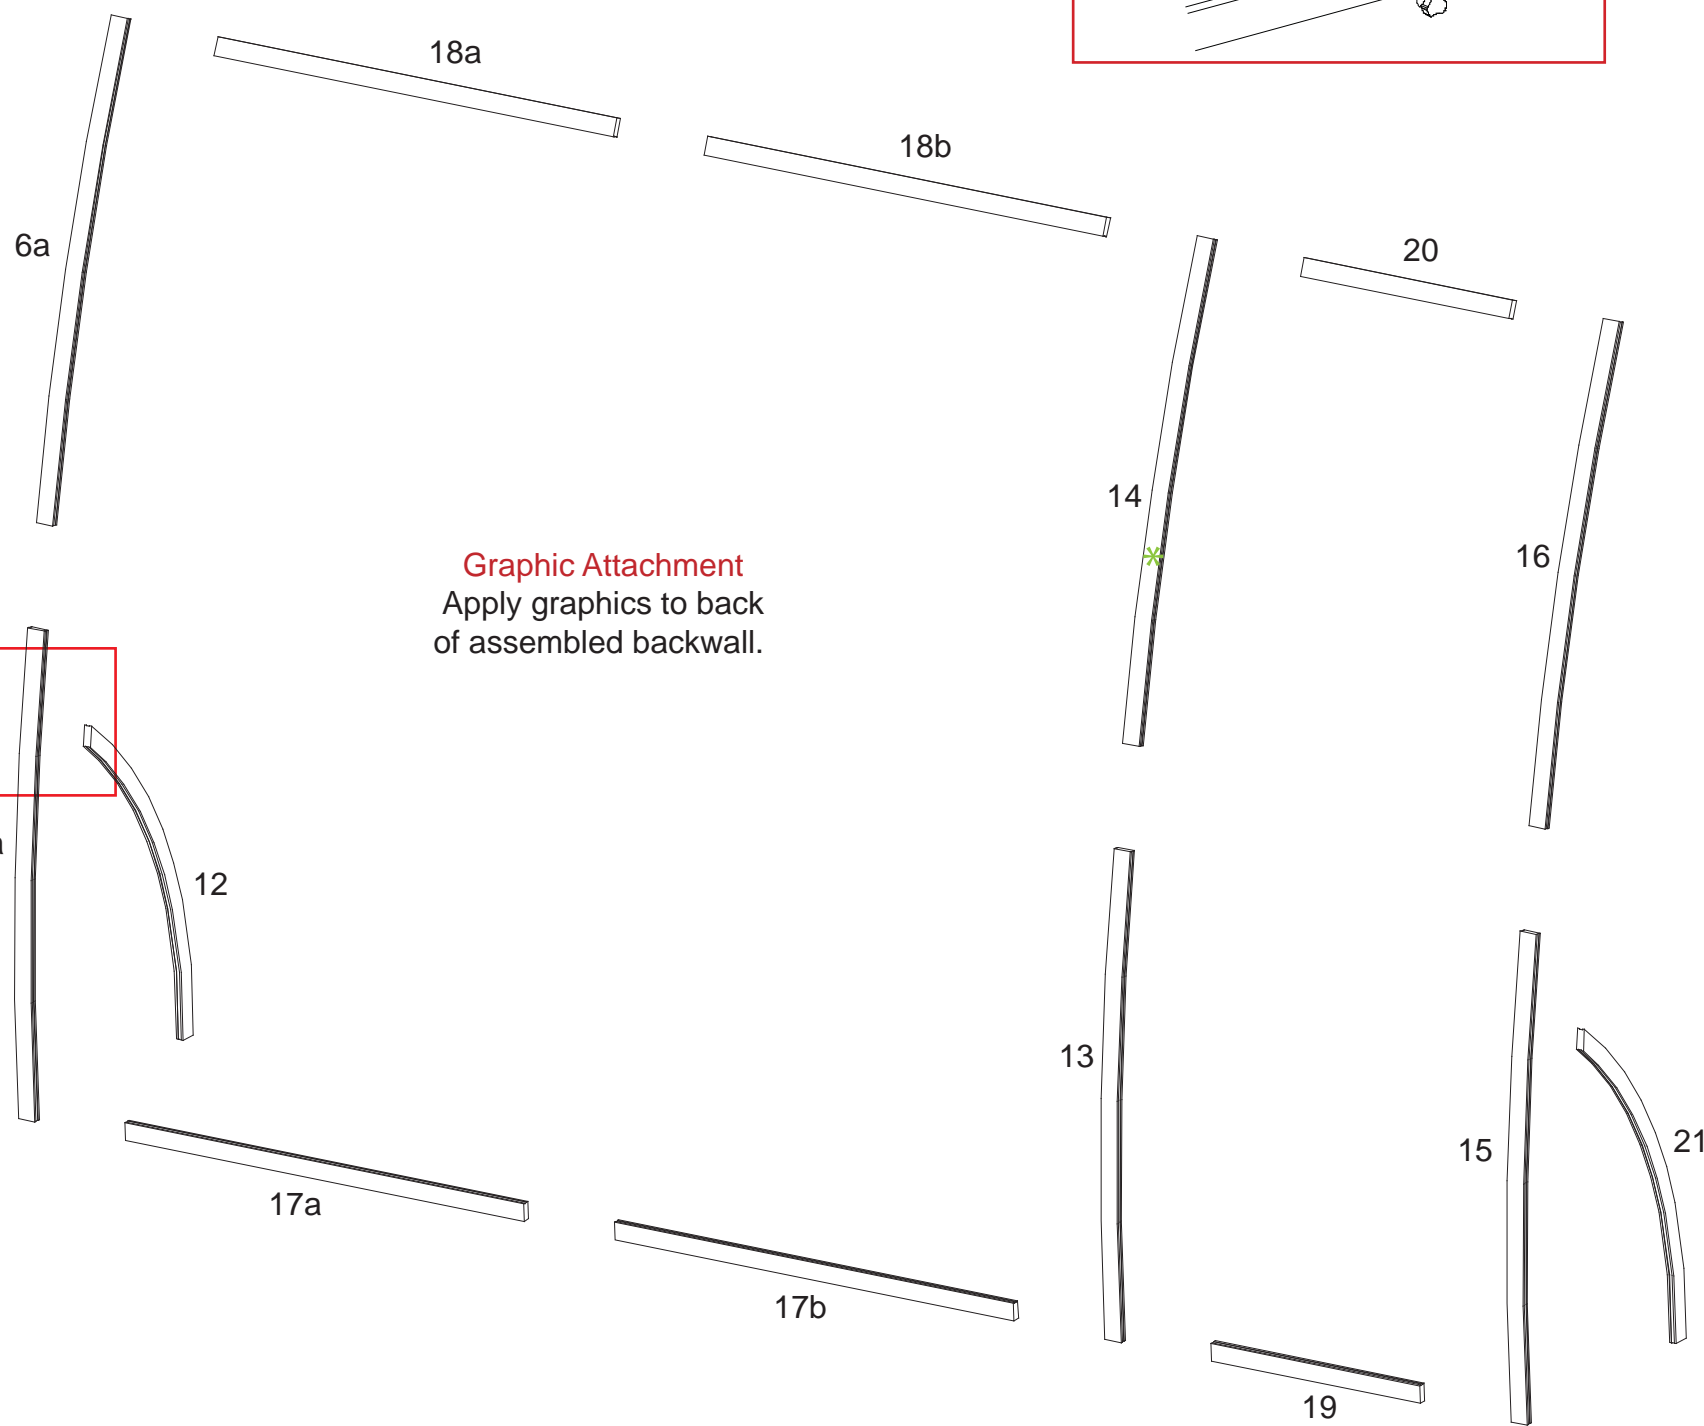 18a
18b
6a
20
14
16
Graphic Attachment
Apply graphics to back
of assembled backwall.
*
12
13
15
21
17a
17b
19